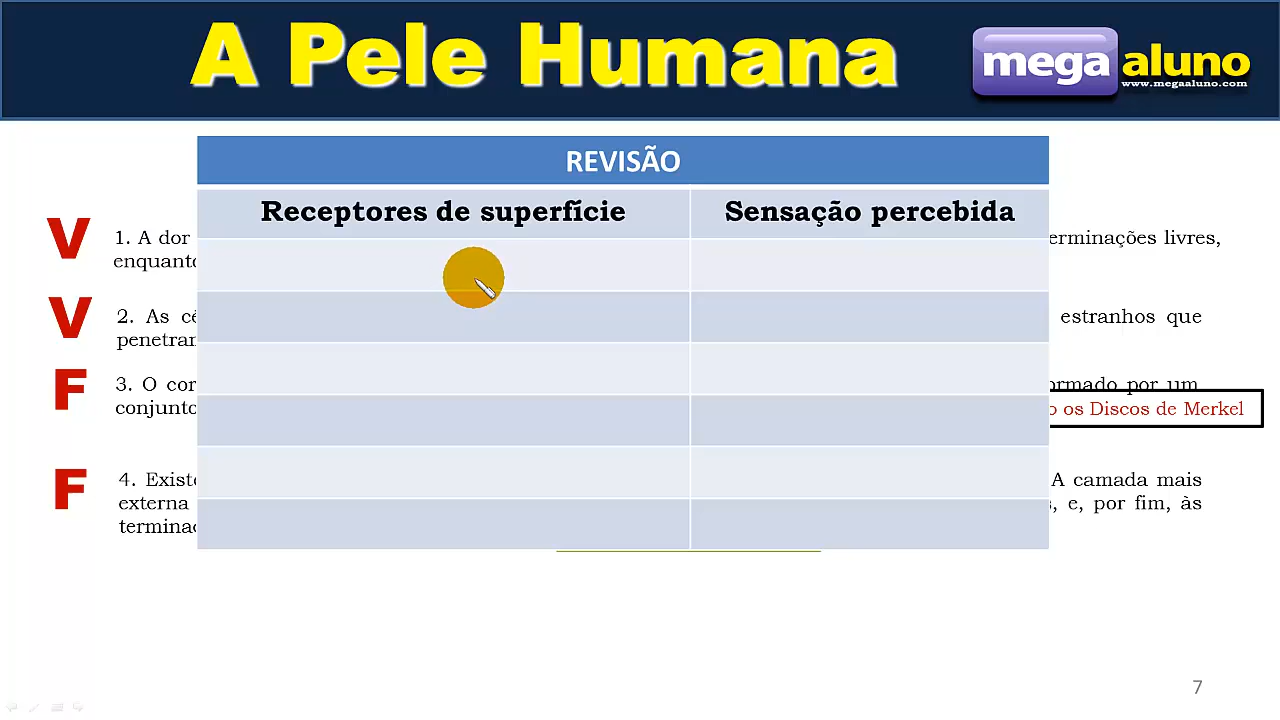 A Pele Humana
mega aluno
www.megaaluno.com
REVISÃO
Receptores de superfície Sensação percebida
V 1. A dor erminações livres,
enquanto
V 2. As cé estranhos que
penetran
F 3. O cor ormado por um
conjunto o os Discos de Merkel
F 4. Existe A camada mais
externa s, e, por fim, às
terminaç
7